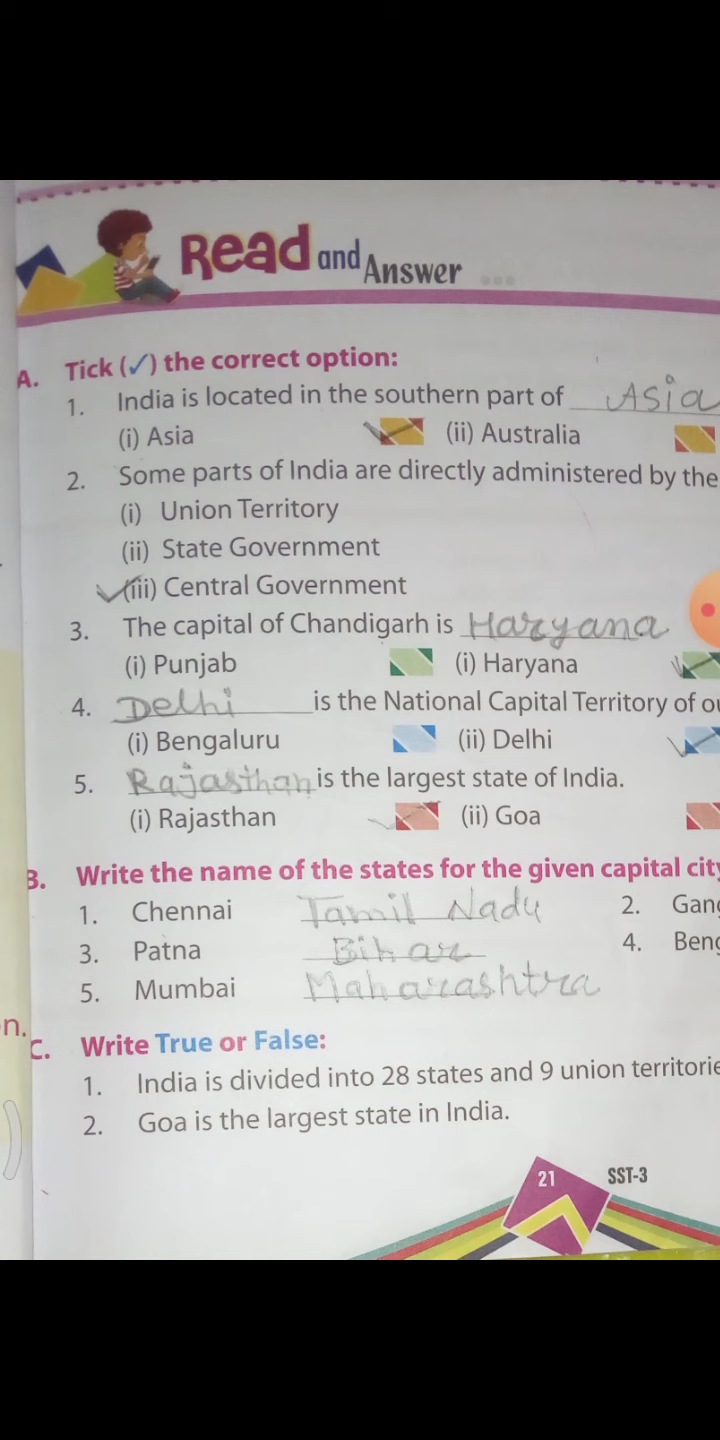 Read and Answer
A. Tick (✓) the correct option:
1. India is located in the southern part of Asia
(i) Asia (ii) Australia
2. Some parts of India are directly administered by the
(i) Union Territory
(ii) State Government
(iii) Central Government
3. The capital of Chandigarh is Haryana
(i) Punjab (i) Haryana
4. Delhi is the National Capital Territory of ou
(i) Bengaluru (ii) Delhi
5. Rajasthan is the largest state of India.
(i) Rajasthan (ii) Goa
B. Write the name of the states for the given capital city
1. Chennai Tamil Nadu 2. Gang
3. Patna Bihar 4. Beng
5. Mumbai Maharashtra
n.
C. Write True or False:
1. India is divided into 28 states and 9 union territorie
2. Goa is the largest state in India.
21 SST-3